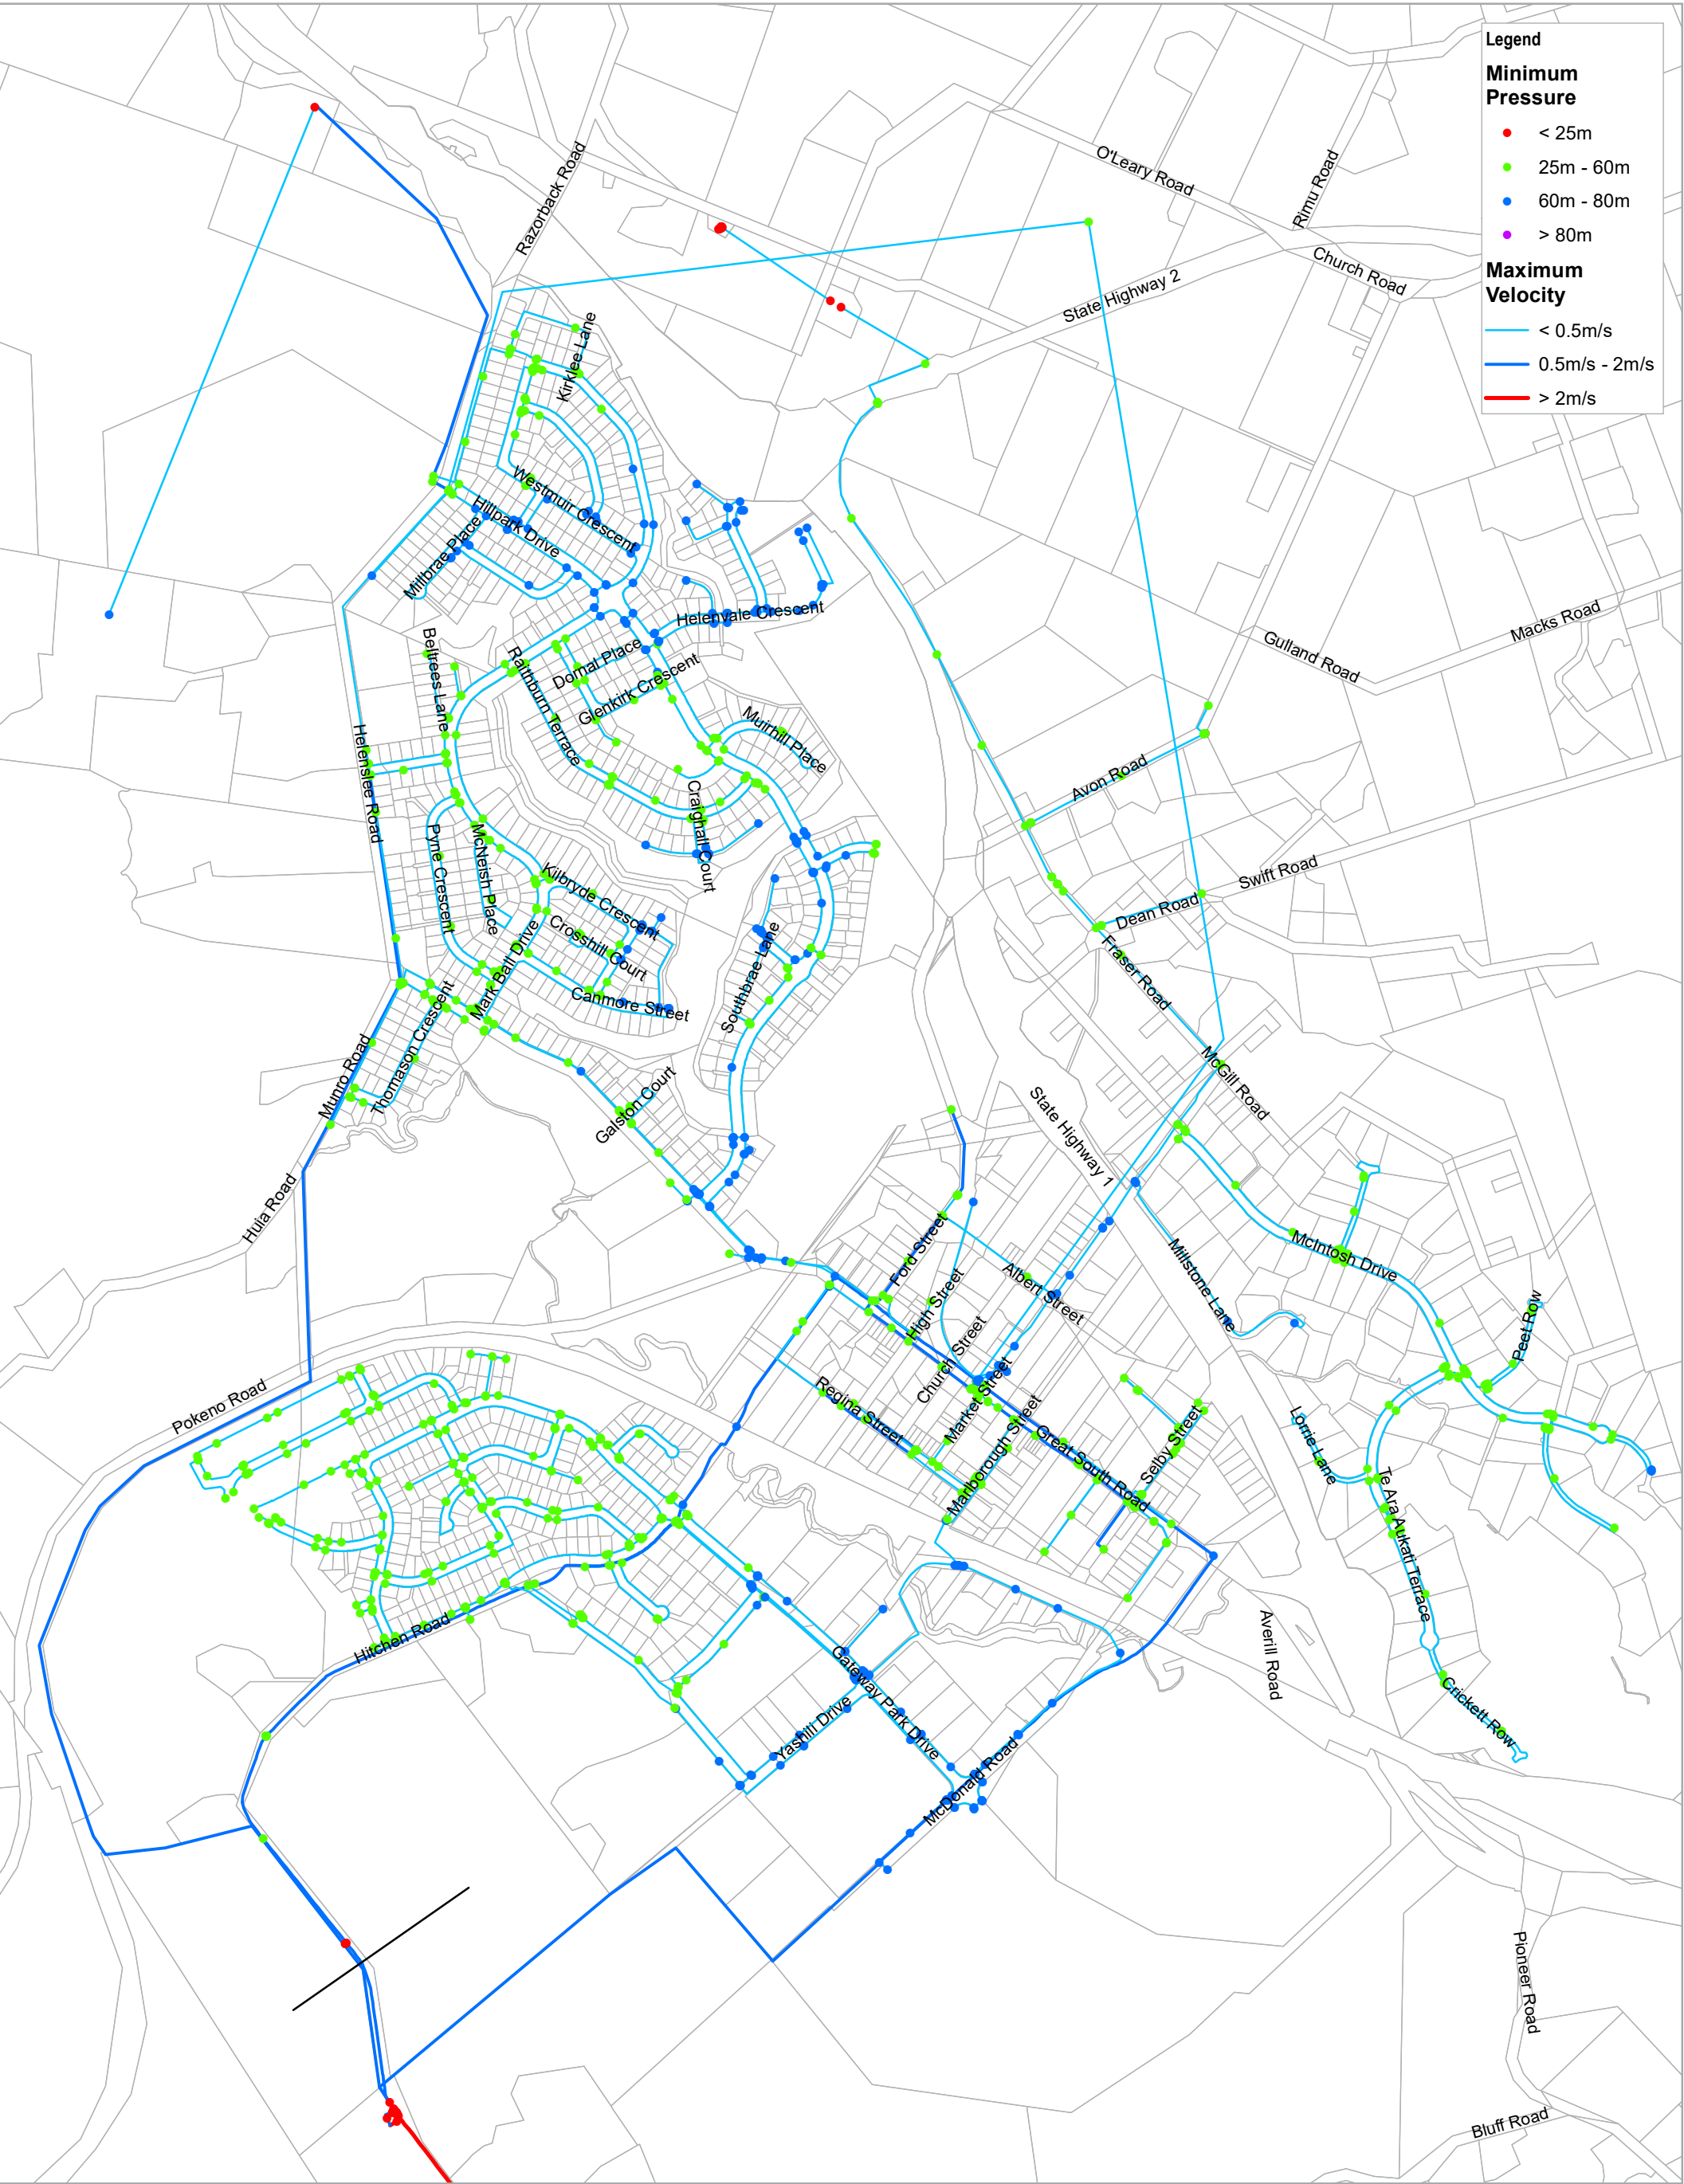 Legend
Minimum
Pressure
< 25m
25m - 60m
60m - 80m
> 80m
Maximum
Velocity
< 0.5m/s
0.5m/s - 2m/s
> 2m/s
Razorback Road
O'Leary Road
Rimu Road
Church Road
State Highway 2
Kirklee Lane
Westmuir Crescent
Hillpark Drive
Millbrae Place
Helenvale Crescent
Macks Road
Gulland Road
Beltrees Lane
Raithburn Terrace
Dornal Place
Glenkirk Crescent
Muirhill Place
Helenslee Road
Avon Road
Craighall Court
Pyne Crescent
McNeish Place
Kilbryde Crescent
Swift Road
Dean Road
Crosshill Court
Mark Ball Drive
Southbrae Lane
Fraser Road
Canmore Street
Thomason Crescent
Munro Road
Galston Court
McGill Road
State Highway 1
Huia Road
Ford Street
High Street
Albert Street
Millstone Lane
McIntosh Drive
Peet Row
Church Street
Market Street
Regina Street
Pokeno Road
Marlborough Street
Great South Road
Selby Street
Lorrie Lane
Te Ara Aukati Terrace
Hitchen Road
Averill Road
Gateway Park Drive
Yashili Drive
Crickett Row
McDonald Road
Pioneer Road
Bluff Road